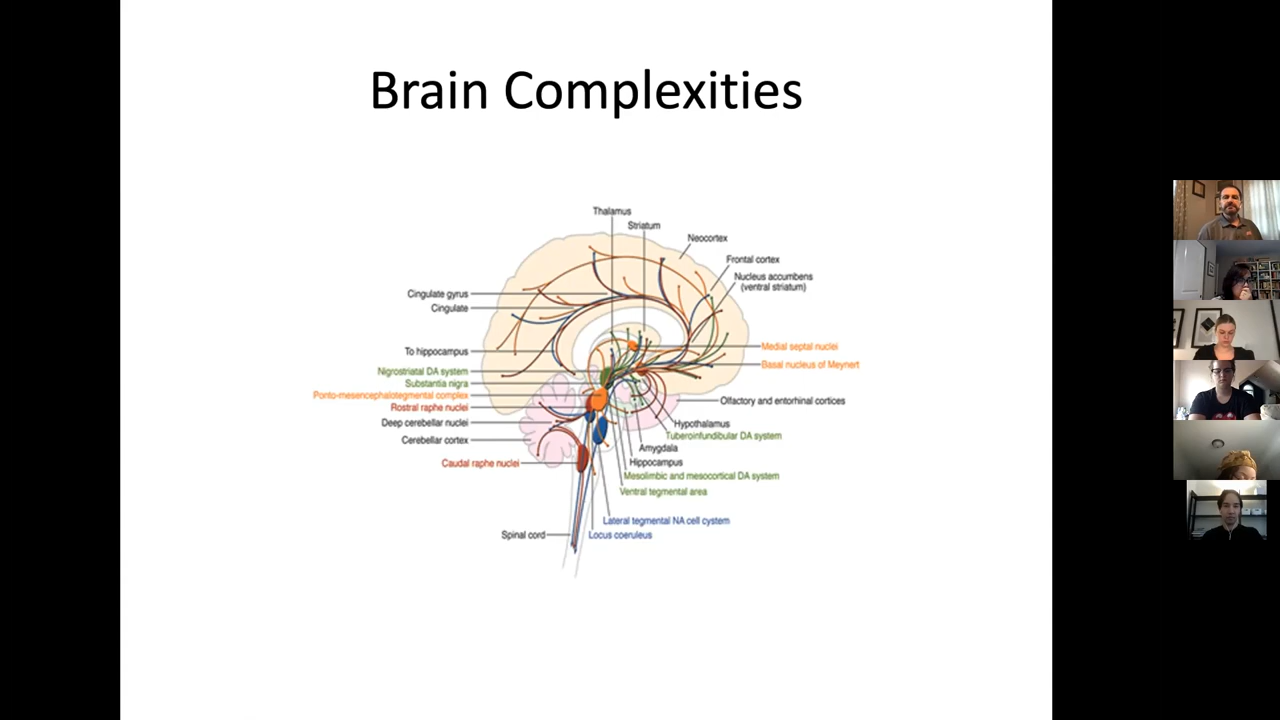 Brain Complexities
Thalamus
Striatum
Neocortex
Frontal cortex
Nucleus accumbens
(ventral striatum)
Cingulate gyrus
Cingulate
To hippocampus
Nigrostriatal DA system
Substantia nigra
Ponto-mesencephalotegmental complex
Rostral raphe nuclei
Deep cerebellar nuclei
Cerebellar cortex
Caudal raphe nuclei
Spinal cord
Medial septal nuclei
Basal nucleus of Meynert
Olfactory and entorhinal cortices
Hypothalamus
Tuberoinfundibular DA system
Amygdala
Hippocampus
Mesolimbic and mesocortical DA system
Ventral tegmental area
Lateral tegmental NA cell cystem
Locus coeruleus